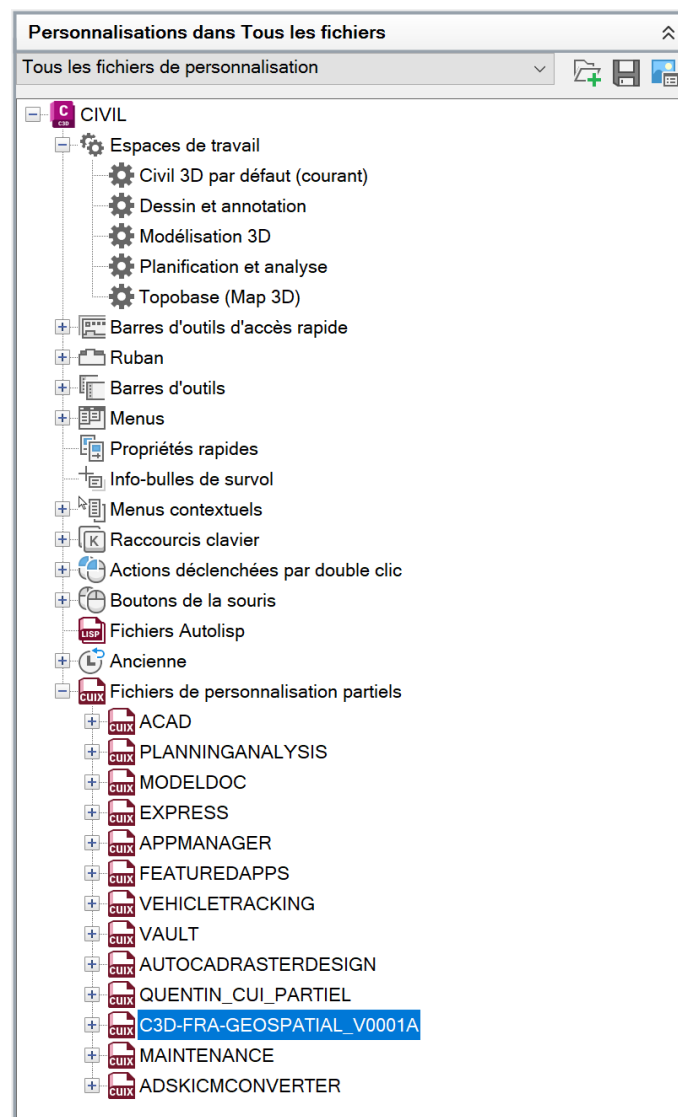 Personnalisations dans Tous les fichiers
Tous les fichiers de personnalisation
CIVIL
Espaces de travail
Civil 3D par défaut (courant)
Dessin et annotation
Modélisation 3D
Planification et analyse
Topobase (Map 3D)
Barres d'outils d'accès rapide
Ruban
Barres d'outils
Menus
Propriétés rapides
Info-bulles de survol
Menus contextuels
Raccourcis clavier
Actions déclenchées par double clic
Boutons de la souris
Fichiers Autolisp
Ancienne
Fichiers de personnalisation partiels
ACAD
PLANNINGANALYSIS
MODELDOC
EXPRESS
APPMANAGER
FEATUREDAPPS
VEHICLETRACKING
VAULT
AUTOCADRASTERDESIGN
QUENTIN_CUI_PARTIEL
C3D-FRA-GEOSPATIAL_V0001A
MAINTENANCE
ADSKICMCONVERTER